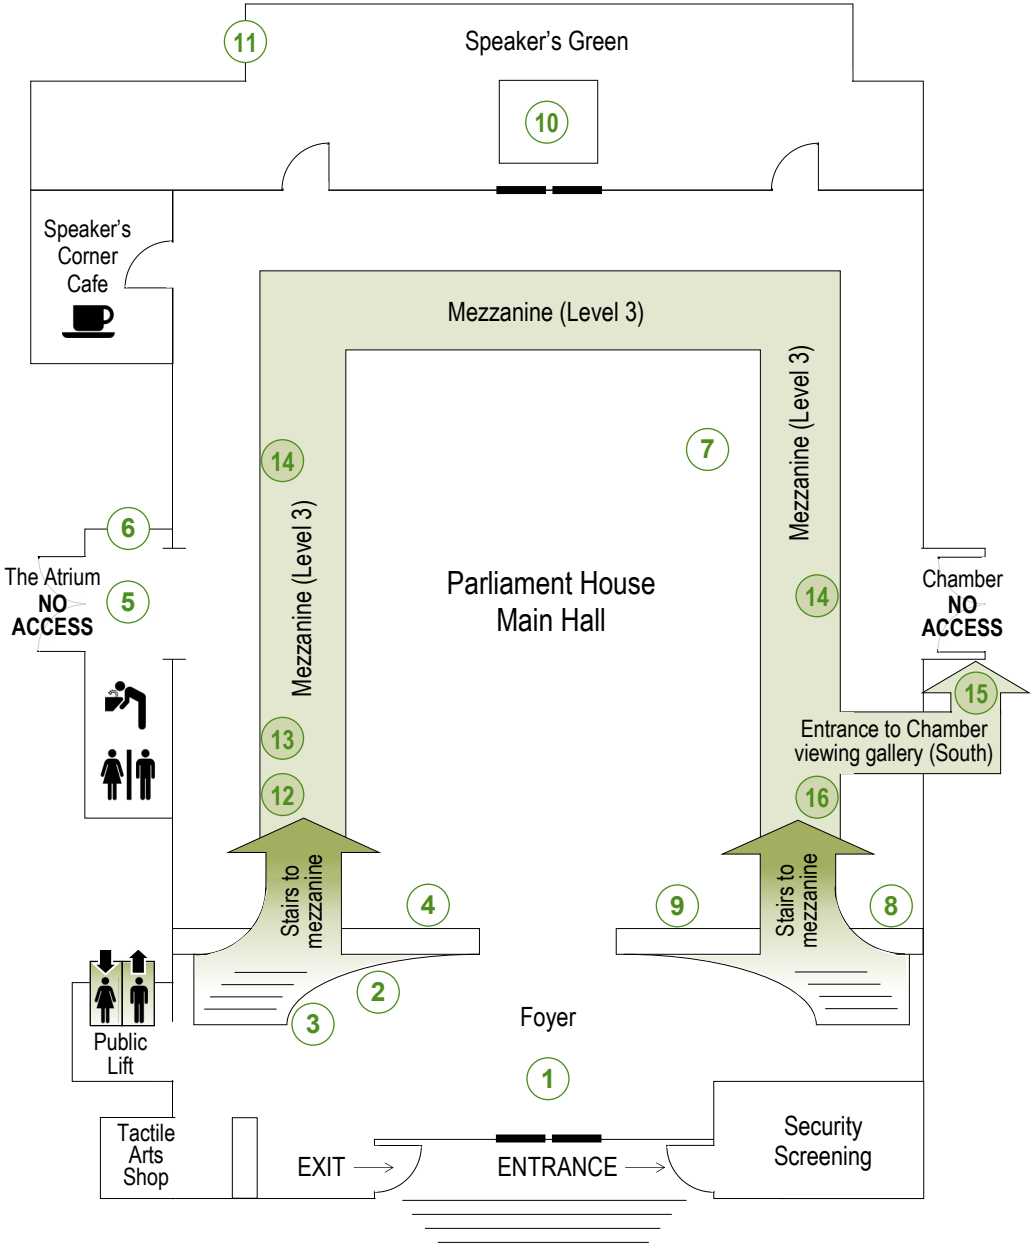 11
Speaker's Green
10
Speaker's
Corner
Cafe
Mezzanine (Level 3)
Mezzanine (Level 3)
7
14
Mezzanine (Level 3)
6
The Atrium
NO
ACCESS
5
Parliament House
Main Hall
14
Chamber
NO
ACCESS
15
13
Entrance to Chamber
viewing gallery (South)
12
16
Stairs to
mezzanine
Stairs to
mezzanine
4
9
8
2
3
Foyer
Public
Lift
1
Tactile
Arts
Shop
EXIT
ENTRANCE
Security
Screening